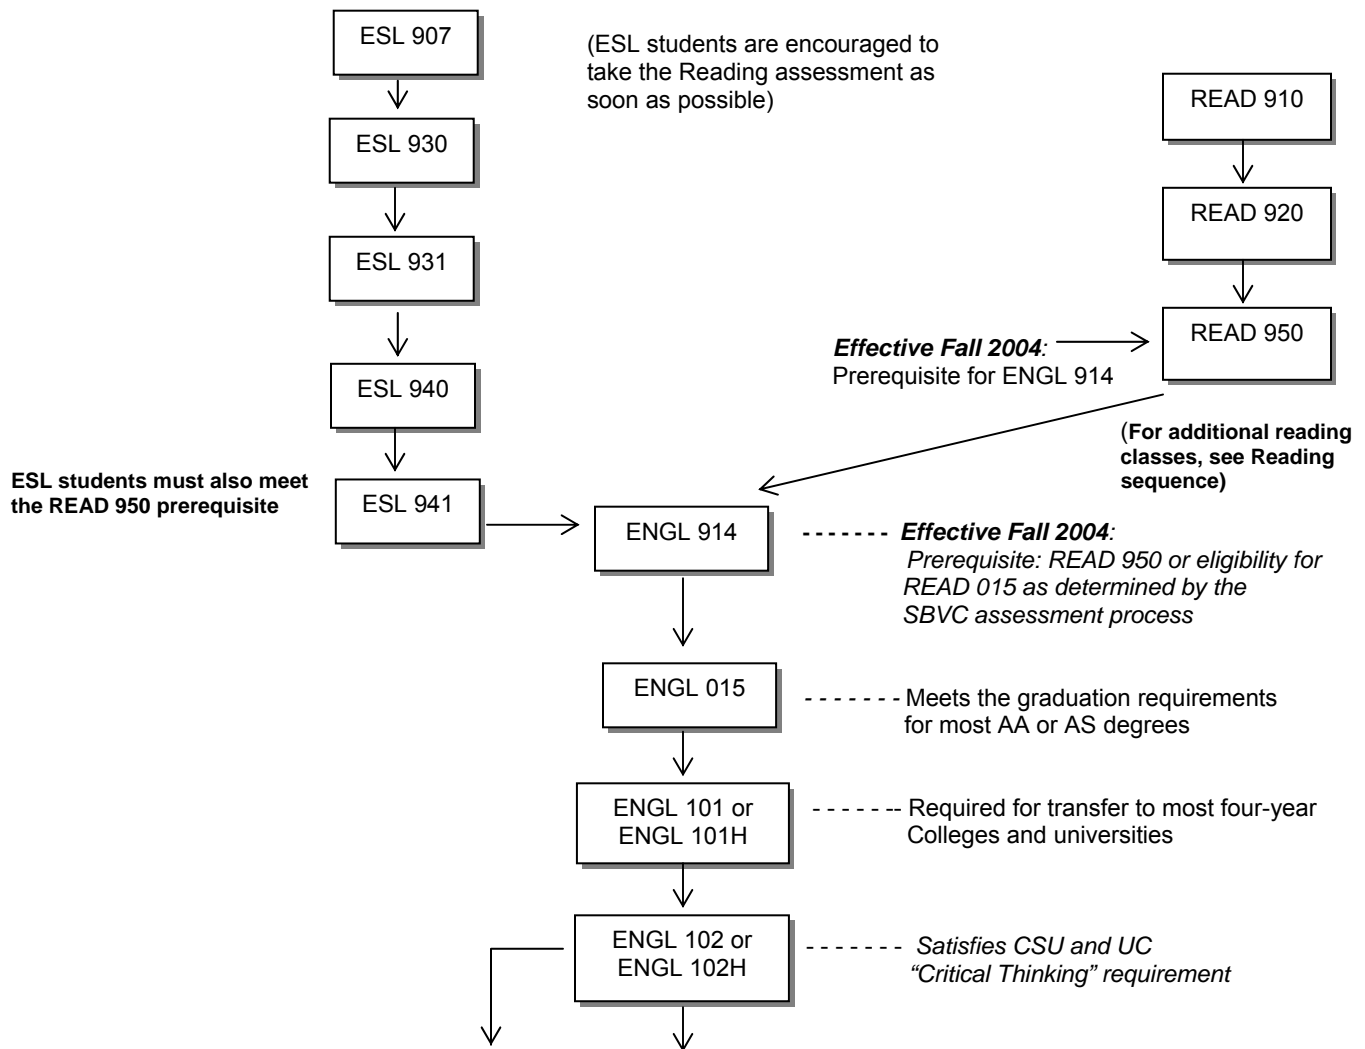 ESL 907
(ESL students are encouraged to
take the Reading assessment as
soon as possible)
READ 910
ESL 930
READ 920
ESL 931
READ 950
Effective Fall 2004:
Prerequisite for ENGL 914
ESL 940
(For additional reading
classes, see Reading
sequence)
ESL students must also meet
the READ 950 prerequisite
ESL 941
ENGL 914
------- Effective Fall 2004:
Prerequisite: READ 950 or eligibility for
READ 015 as determined by the
SBVC assessment process
ENGL 015
------- Meets the graduation requirements
for most AA or AS degrees
ENGL 101 or
ENGL 101H
------- Required for transfer to most four-year
Colleges and universities
ENGL 102 or
ENGL 102H
------- Satisfies CSU and UC
“Critical Thinking” requirement